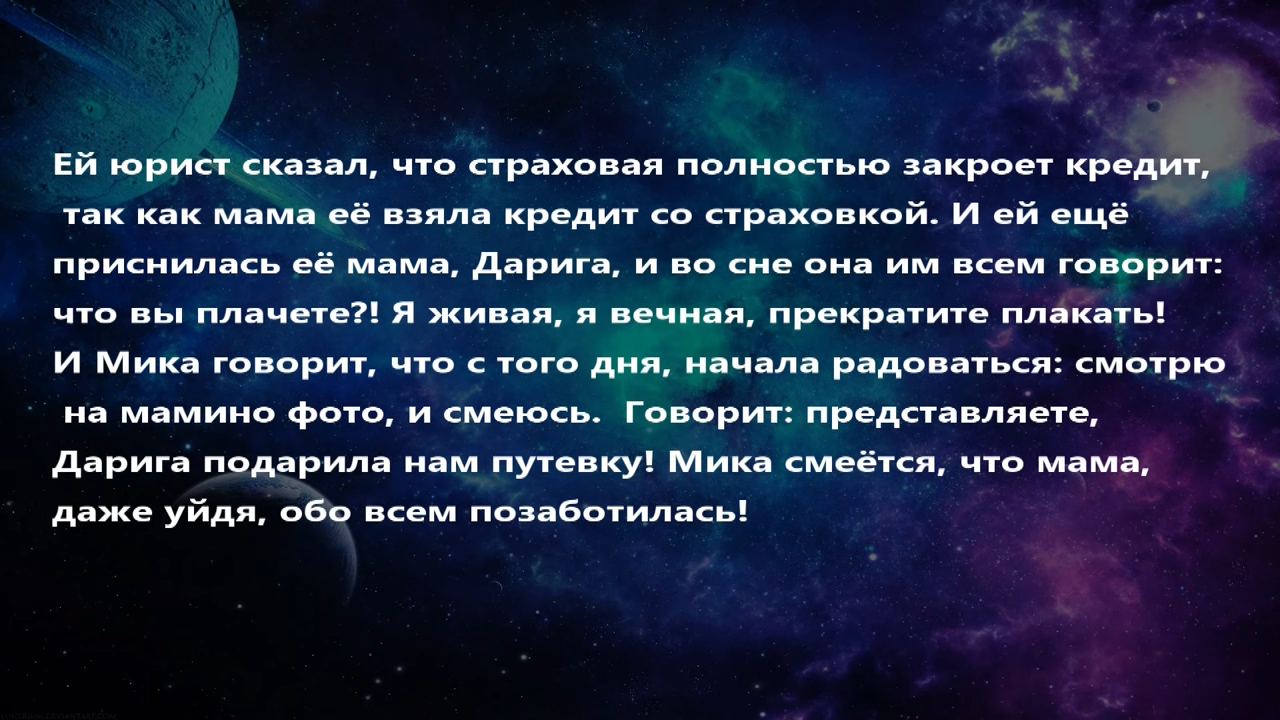 Ей юрист сказал, что страховая полностью закроет кредит,
так как мама её взяла кредит со страховкой. И ей ещё
приснилась её мама, Дарига, и во сне она им всем говорит:
что вы плачете?! Я живая, я вечная, прекратите плакать!
И Мика говорит, что с того дня, начала радоваться: смотрю
на мамино фото, и смеюсь.  Говорит: представляете,
Дарига подарила нам путевку! Мика смеётся, что мама,
даже уйдя, обо всем позаботилась!